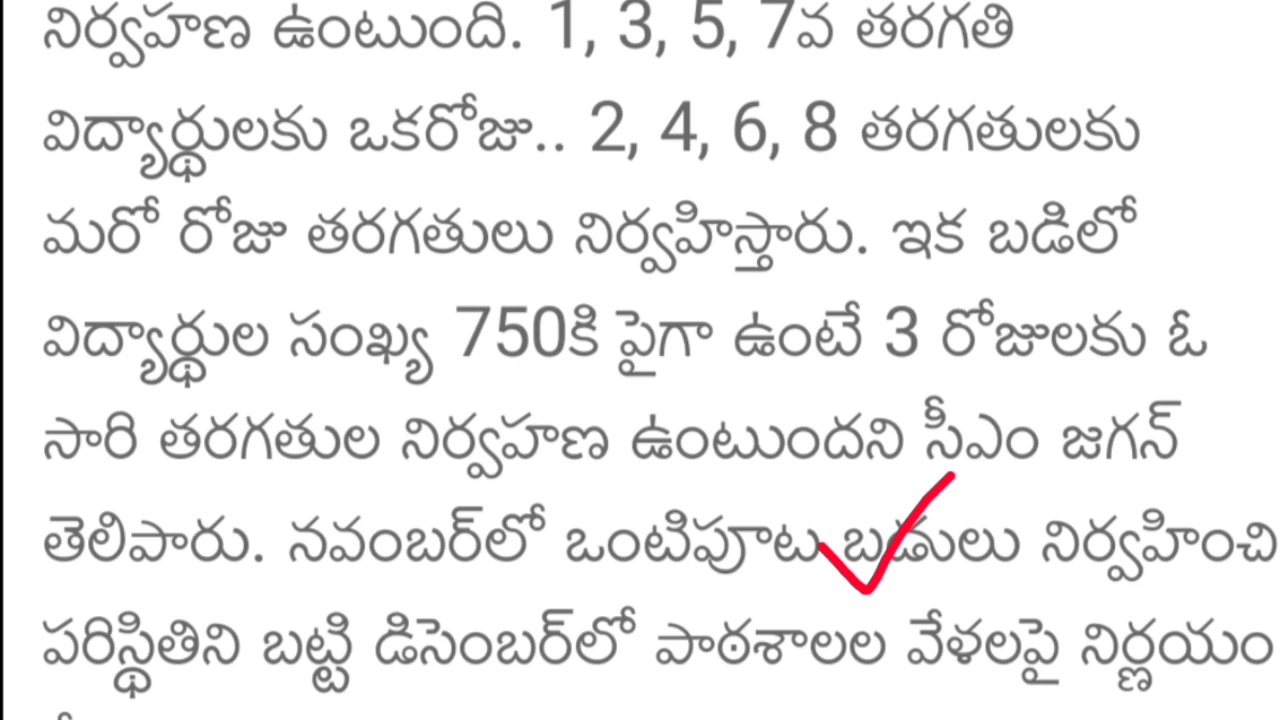 నిర్వహణ ఉంటుంది. 1, 3, 5, 7వ తరగతి
విద్యార్థులకు ఒకరోజు.. 2, 4, 6, 8 తరగతులకు
మరో రోజు తరగతులు నిర్వహిస్తారు. ఇక బడిలో
విద్యార్థుల సంఖ్య 750కి పైగా ఉంటే 3 రోజులకు ఓ
సారి తరగతుల నిర్వహణ ఉంటుందని సీఎం జగన్
తెలిపారు. నవంబర్‌లో ఒంటిపూట బడులు నిర్వహించి
పరిస్థితిని బట్టి డిసెంబర్‌లో పాఠశాలల వేళలపై నిర్ణయం